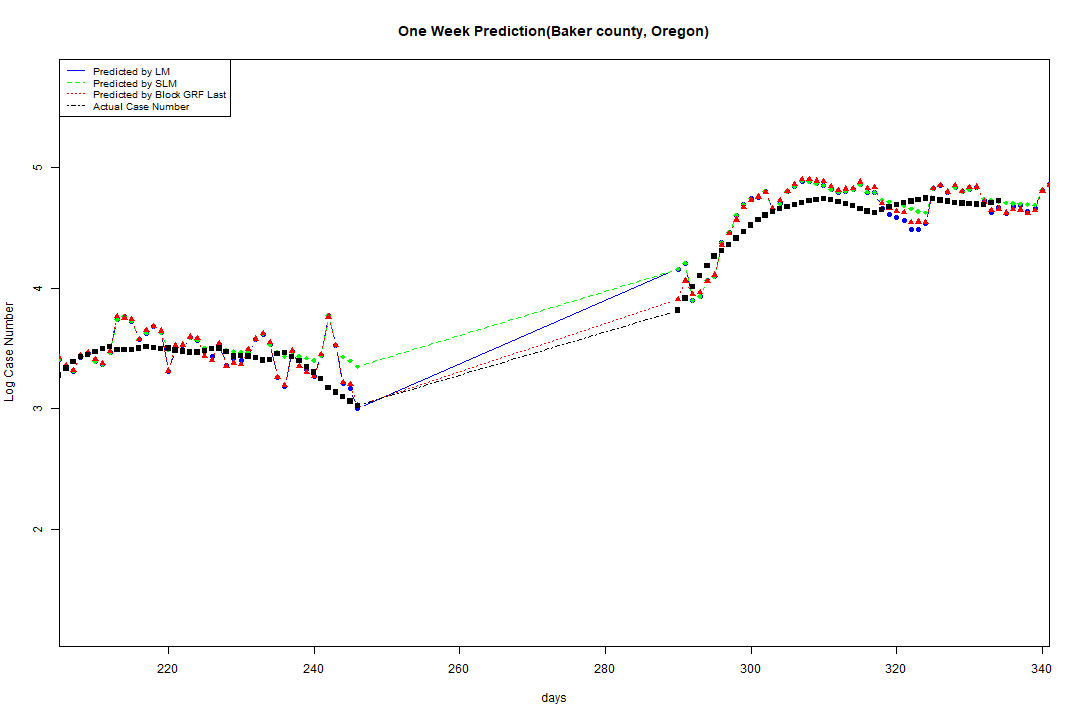 One Week Prediction(Baker county, Oregon)
Predicted by LM
Predicted by SLM
Predicted by Block GRF Last
Actual Case Number
5
4
3
2
Log Case Number
220 240 260 280 300 320 340
days